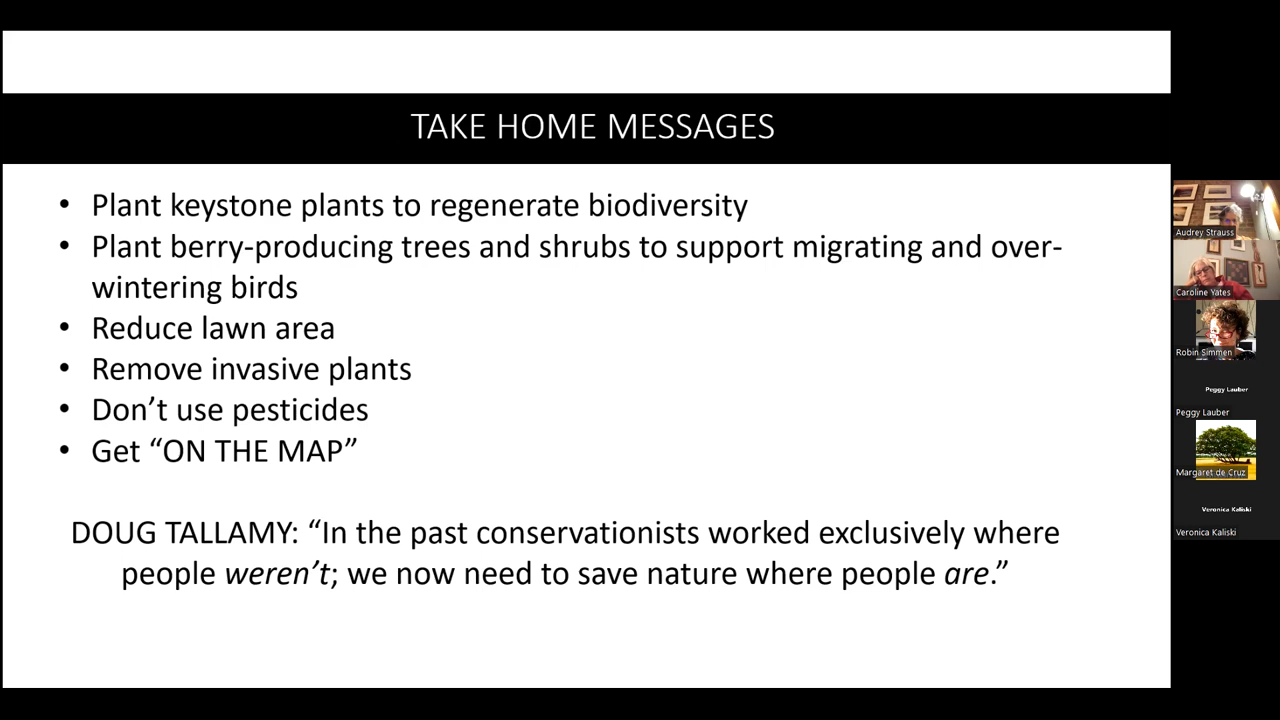 TAKE HOME MESSAGES
• Plant keystone plants to regenerate biodiversity
• Plant berry-producing trees and shrubs to support migrating and over-
wintering birds
• Reduce lawn area
• Remove invasive plants
• Don’t use pesticides
• Get “ON THE MAP”
DOUG TALLAMY: “In the past conservationists worked exclusively where
people weren’t; we now need to save nature where people are.”
Audrey Strauss
Caroline Yates
Robin Simmen
Peggy Lauber
Peggy Lauber
Margaret de Cruz
Veronica Kaliski
Veronica Kaliski